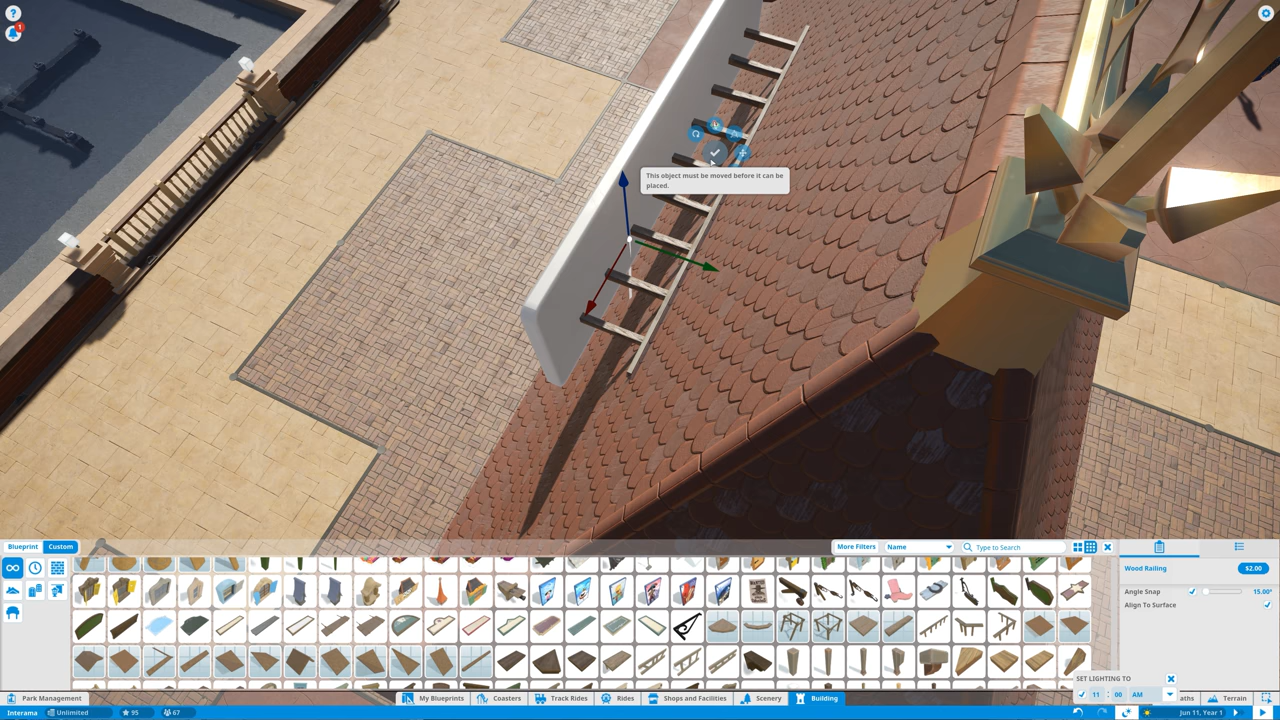 ?
1
This object must be moved before it can be
placed.
Blueprint
Custom
More Filters
Name
Type to Search
Wood Railing
$2.00
Angle Snap
15.00°
Align To Surface
SET LIGHTING TO
11 : 00 AM
Park Management
My Blueprints
Coasters
Track Rides
Rides
Shops and Facilities
Scenery
Building
aths
Terrain
Interama
Unlimited
95
67
Jun 11, Year 1